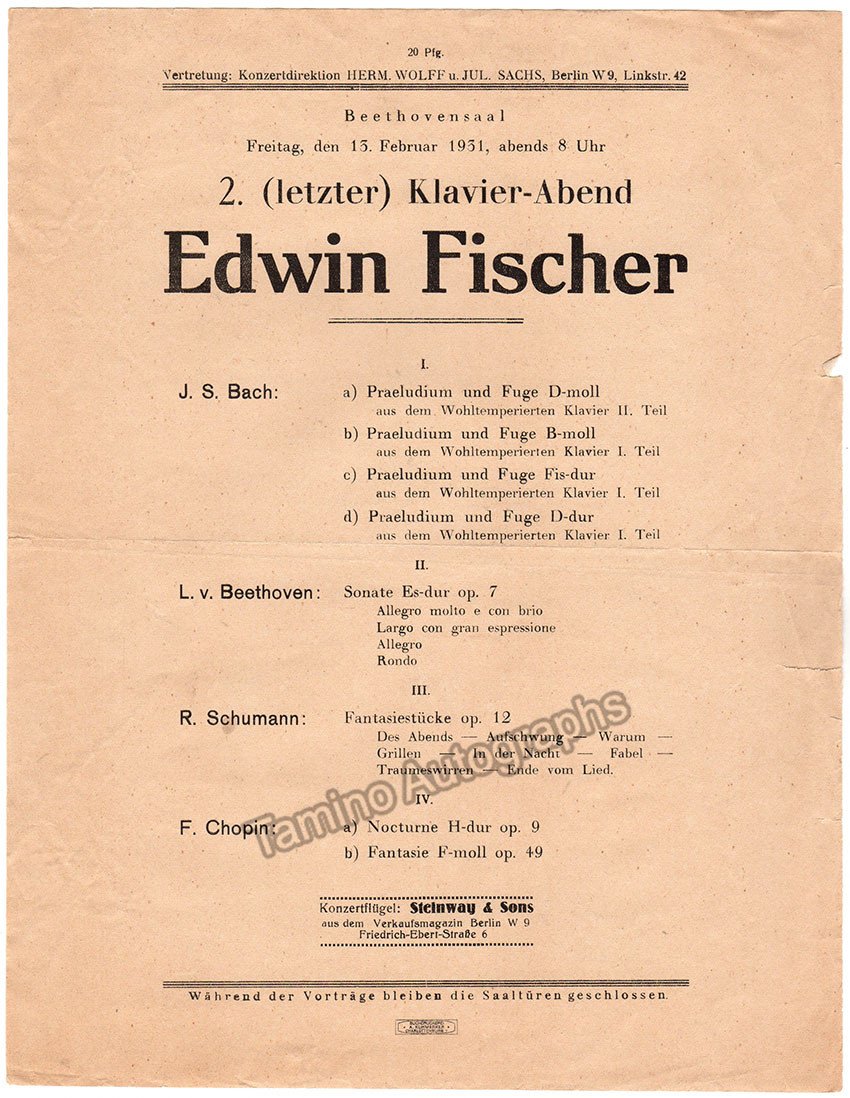 20 Pfg.
Vertretung: Konzertdirektion HERM. WOLFF u. JUL. SACHS, Berlin W 9, Linkstr. 42
Beethovensaal
Freitag, den 13. Februar 1931, abends 8 Uhr
2. (letzter) Klavier-Abend
Edwin Fischer
I.
J. S. Bach: a) Praeludium und Fuge D-moll
aus dem Wohltemperierten Klavier II. Teil
b) Praeludium und Fuge B-moll
aus dem Wohltemperierten Klavier I. Teil
c) Praeludium und Fuge Fis-dur
aus dem Wohltemperierten Klavier I. Teil
d) Praeludium und Fuge D-dur
aus dem Wohltemperierten Klavier I. Teil
II.
L. v. Beethoven: Sonate Es-dur op. 7
Allegro molto e con brio
Largo con gran espressione
Allegro
Rondo
III.
R. Schumann: Fantasiestücke op. 12
Des Abends — Aufschwung — Warum —
Grillen — In der Nacht — Fabel —
Traumeswirren — Ende vom Lied.
IV.
F. Chopin: a) Nocturne H-dur op. 9
b) Fantasie F-moll op. 49
Tamino Autographs
Konzertflügel: Steinway & Sons
aus dem Verkaufsmagazin Berlin W 9
Friedrich-Ebert-Straße 6
Während der Vorträge bleiben die Saaltüren geschlossen.